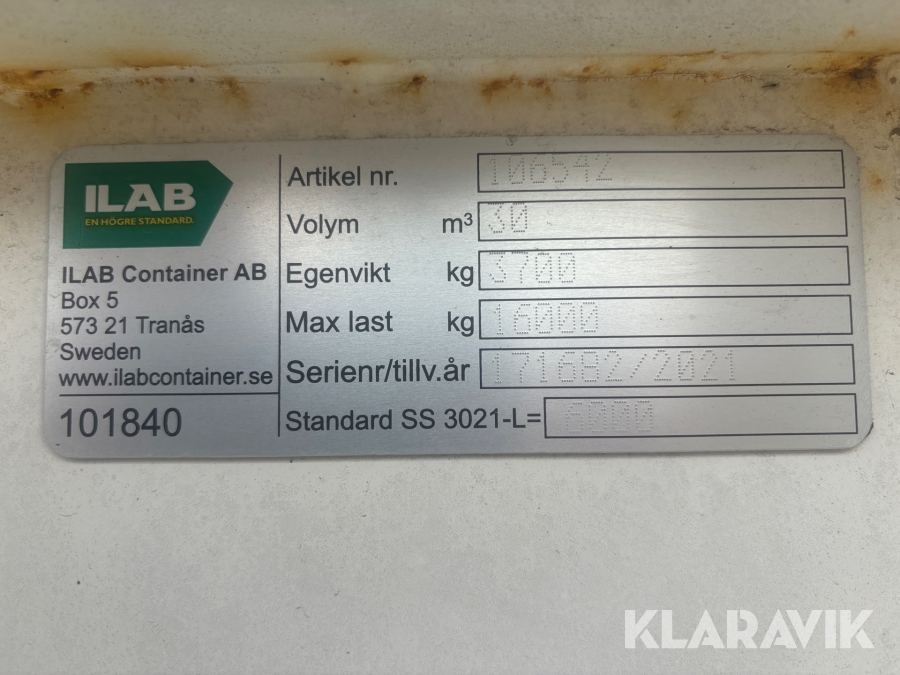 ILAB
EN HÖGRE STANDARD.
ILAB Container AB
Box 5
573 21 Tranås
Sweden
www.ilabcontainer.se
101840
Artikel nr. 106542
Volym m³ 30
Egenvikt kg 3700
Max last kg 16000
Serienr/tillv.år 171682/2021
Standard SS 3021-L= 6000
KLARAVIK